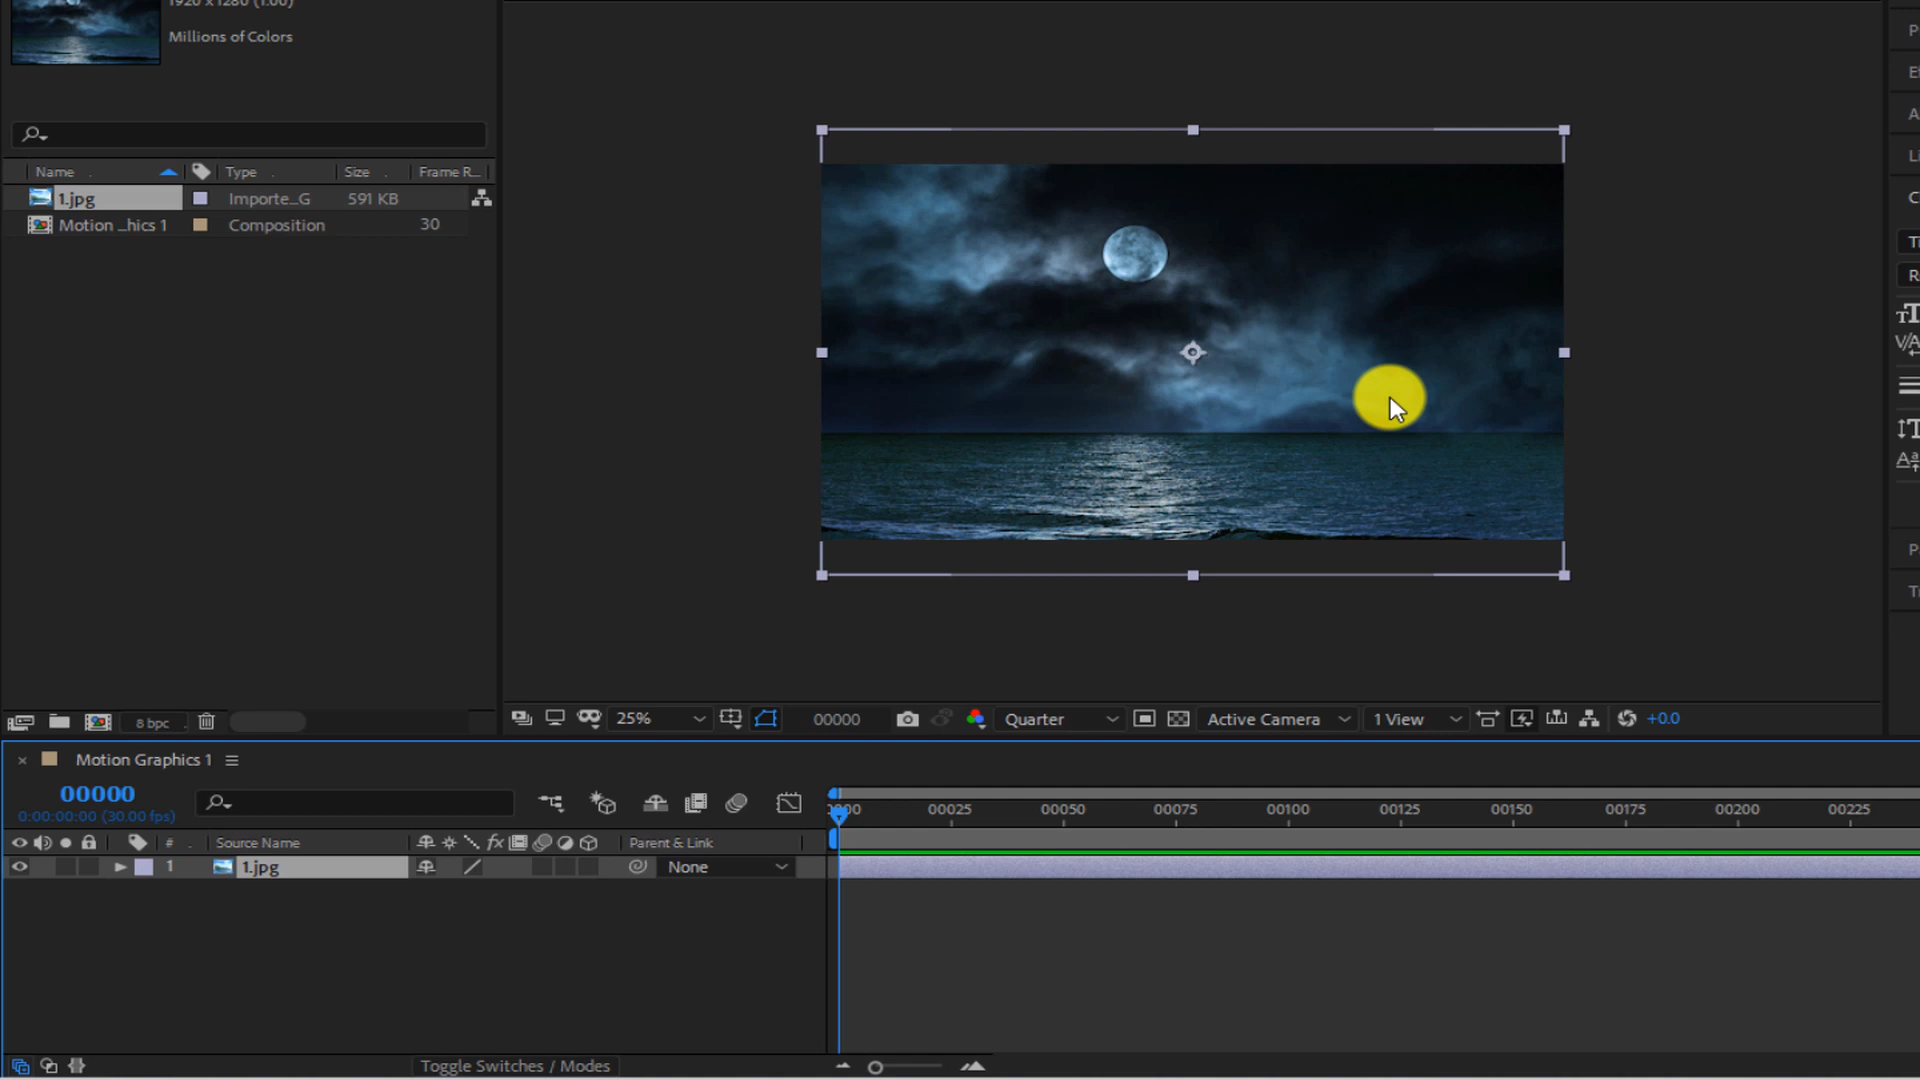 1920 x 1280 (1.00)
Millions of Colors
Name
Type
Size
Frame R...
1.jpg
Importe...G
591 KB
Motion ...hics 1
Composition
30
8 bpc
25%
00000
Quarter
Active Camera
1 View
+0.0
Motion Graphics 1
00000
0:00:00:00 (30.00 fps)
00025
00050
00075
00100
00125
00150
00175
00200
00225
#
Source Name
fx
Parent & Link
1
1.jpg
None
Toggle Switches / Modes